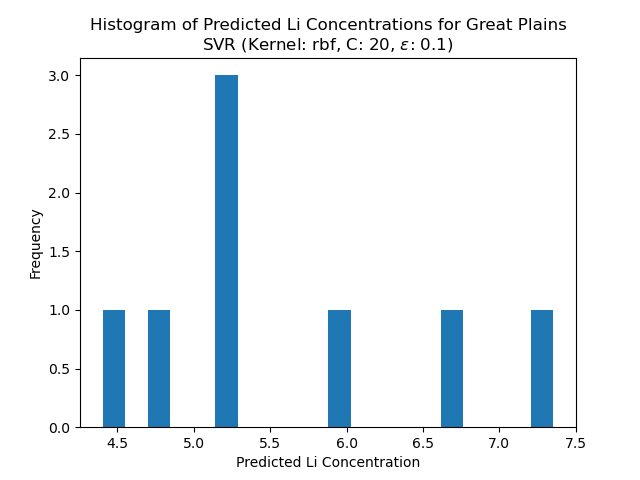 Histogram of Predicted Li Concentrations for Great Plains
SVR (Kernel: rbf, C: 20, ε: 0.1)
3.0
2.5
2.0
1.5
1.0
0.5
0.0
Frequency
4.5 5.0 5.5 6.0 6.5 7.0 7.5
Predicted Li Concentration